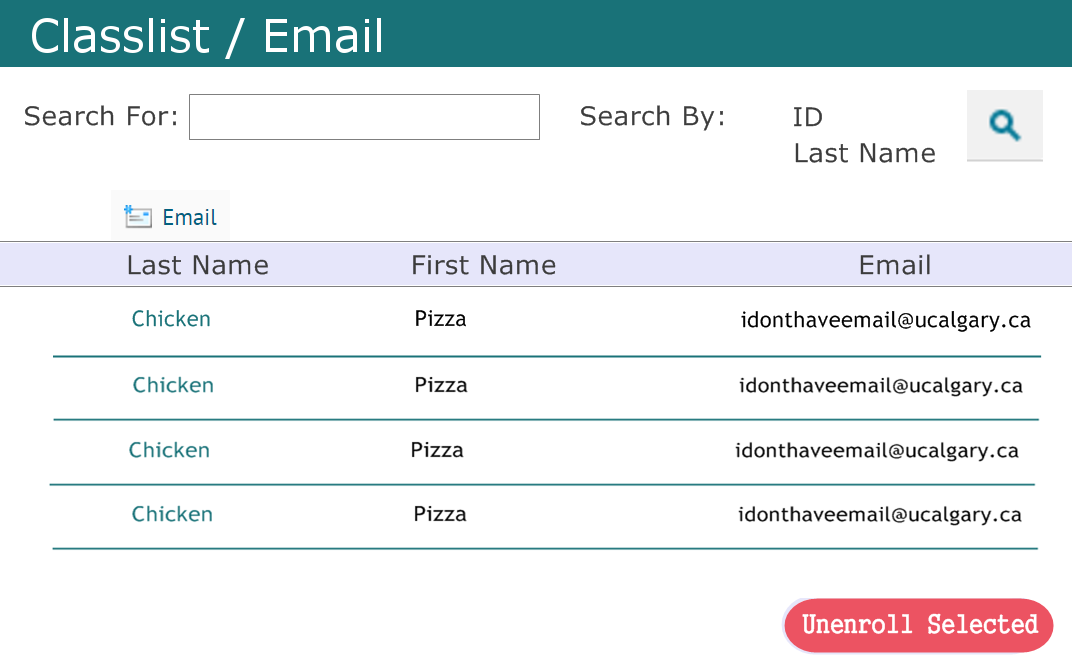 Classlist / Email
Search For: Search By: ID
Last Name
Email
Last Name First Name Email
Chicken Pizza idonthaveemail@ucalgary.ca
Chicken Pizza idonthaveemail@ucalgary.ca
Chicken Pizza idonthaveemail@ucalgary.ca
Chicken Pizza idonthaveemail@ucalgary.ca
Unenroll Selected